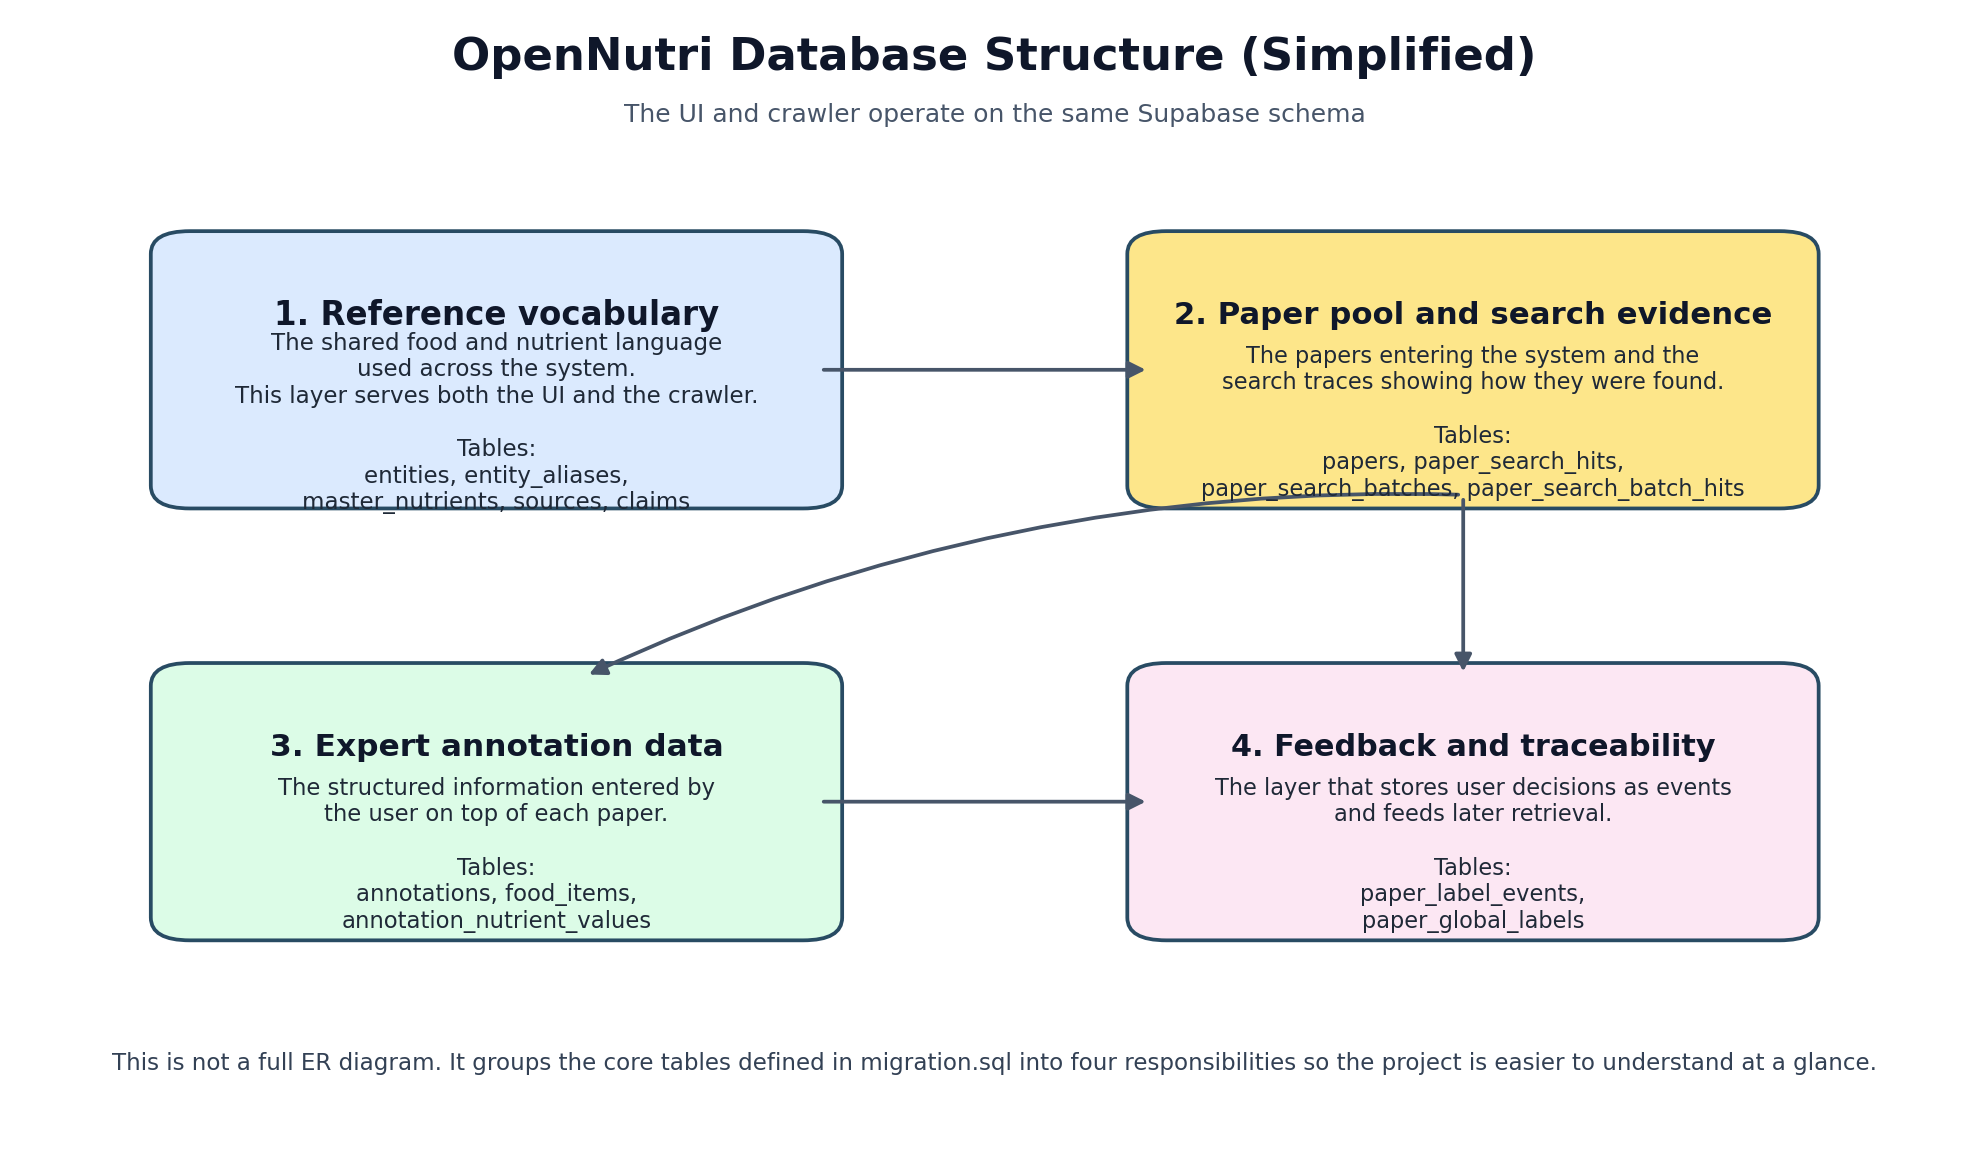 OpenNutri Database Structure (Simplified)
The UI and crawler operate on the same Supabase schema
1. Reference vocabulary
The shared food and nutrient language
used across the system.
This layer serves both the UI and the crawler.
Tables:
entities, entity_aliases,
master_nutrients, sources, claims
2. Paper pool and search evidence
The papers entering the system and the
search traces showing how they were found.
Tables:
papers, paper_search_hits,
paper_search_batches, paper_search_batch_hits
3. Expert annotation data
The structured information entered by
the user on top of each paper.
Tables:
annotations, food_items,
annotation_nutrient_values
4. Feedback and traceability
The layer that stores user decisions as events
and feeds later retrieval.
Tables:
paper_label_events,
paper_global_labels
This is not a full ER diagram. It groups the core tables defined in migration.sql into four responsibilities so the project is easier to understand at a glance.